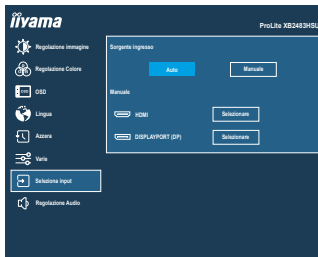 iiyama
ProLite XB2483HSU
Regolazione immagine
Regolazione Colore
OSD
OSD
Lingua
Azzera
Varie
Seleziona input
Regolazione Audio
Sorgente ingresso
Auto
Manuale
Manuale
HDMI
Selezionare
DISPLAYPORT (DP)
Selezionare